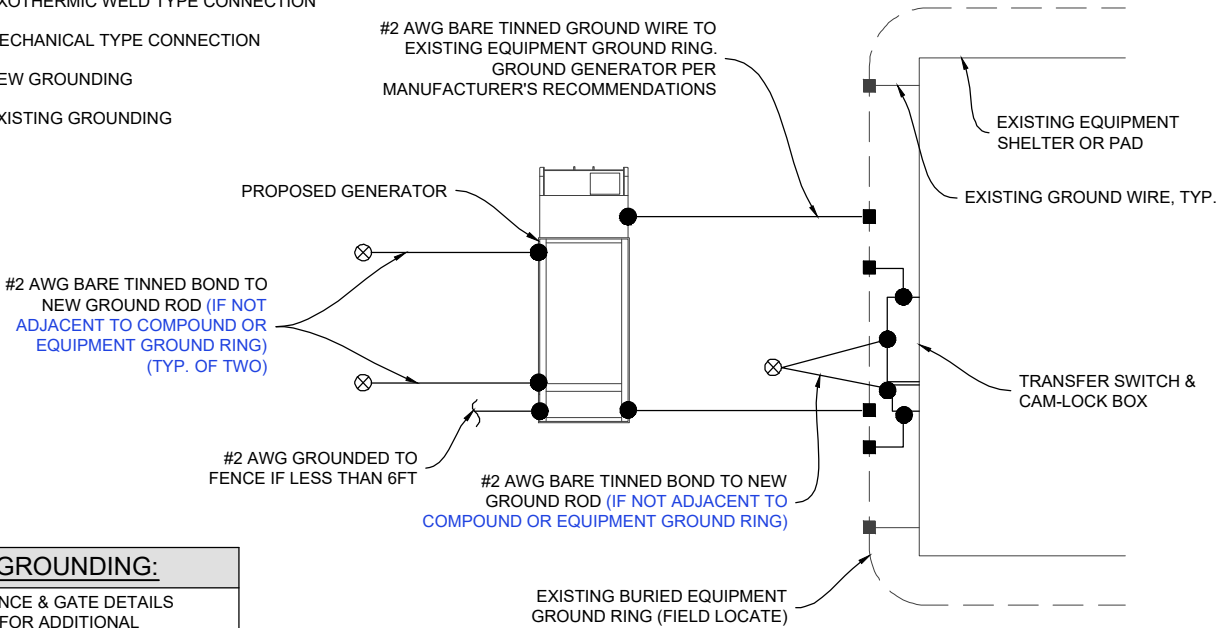 EXOTHERMIC WELD TYPE CONNECTION
MECHANICAL TYPE CONNECTION
NEW GROUNDING
EXISTING GROUNDING
#2 AWG BARE TINNED GROUND WIRE TO
EXISTING EQUIPMENT GROUND RING.
GROUND GENERATOR PER
MANUFACTURER'S RECOMMENDATIONS
EXISTING EQUIPMENT
SHELTER OR PAD
PROPOSED GENERATOR
EXISTING GROUND WIRE, TYP.
#2 AWG BARE TINNED BOND TO
NEW GROUND ROD (IF NOT
ADJACENT TO COMPOUND OR
EQUIPMENT GROUND RING)
(TYP. OF TWO)
TRANSFER SWITCH &
CAM-LOCK BOX
#2 AWG GROUNDED TO
FENCE IF LESS THAN 6FT
#2 AWG BARE TINNED BOND TO NEW
GROUND ROD (IF NOT ADJACENT TO
COMPOUND OR EQUIPMENT GROUND RING)
GROUNDING:
NCE & GATE DETAILS
FOR ADDITIONAL
EXISTING BURIED EQUIPMENT
GROUND RING (FIELD LOCATE)